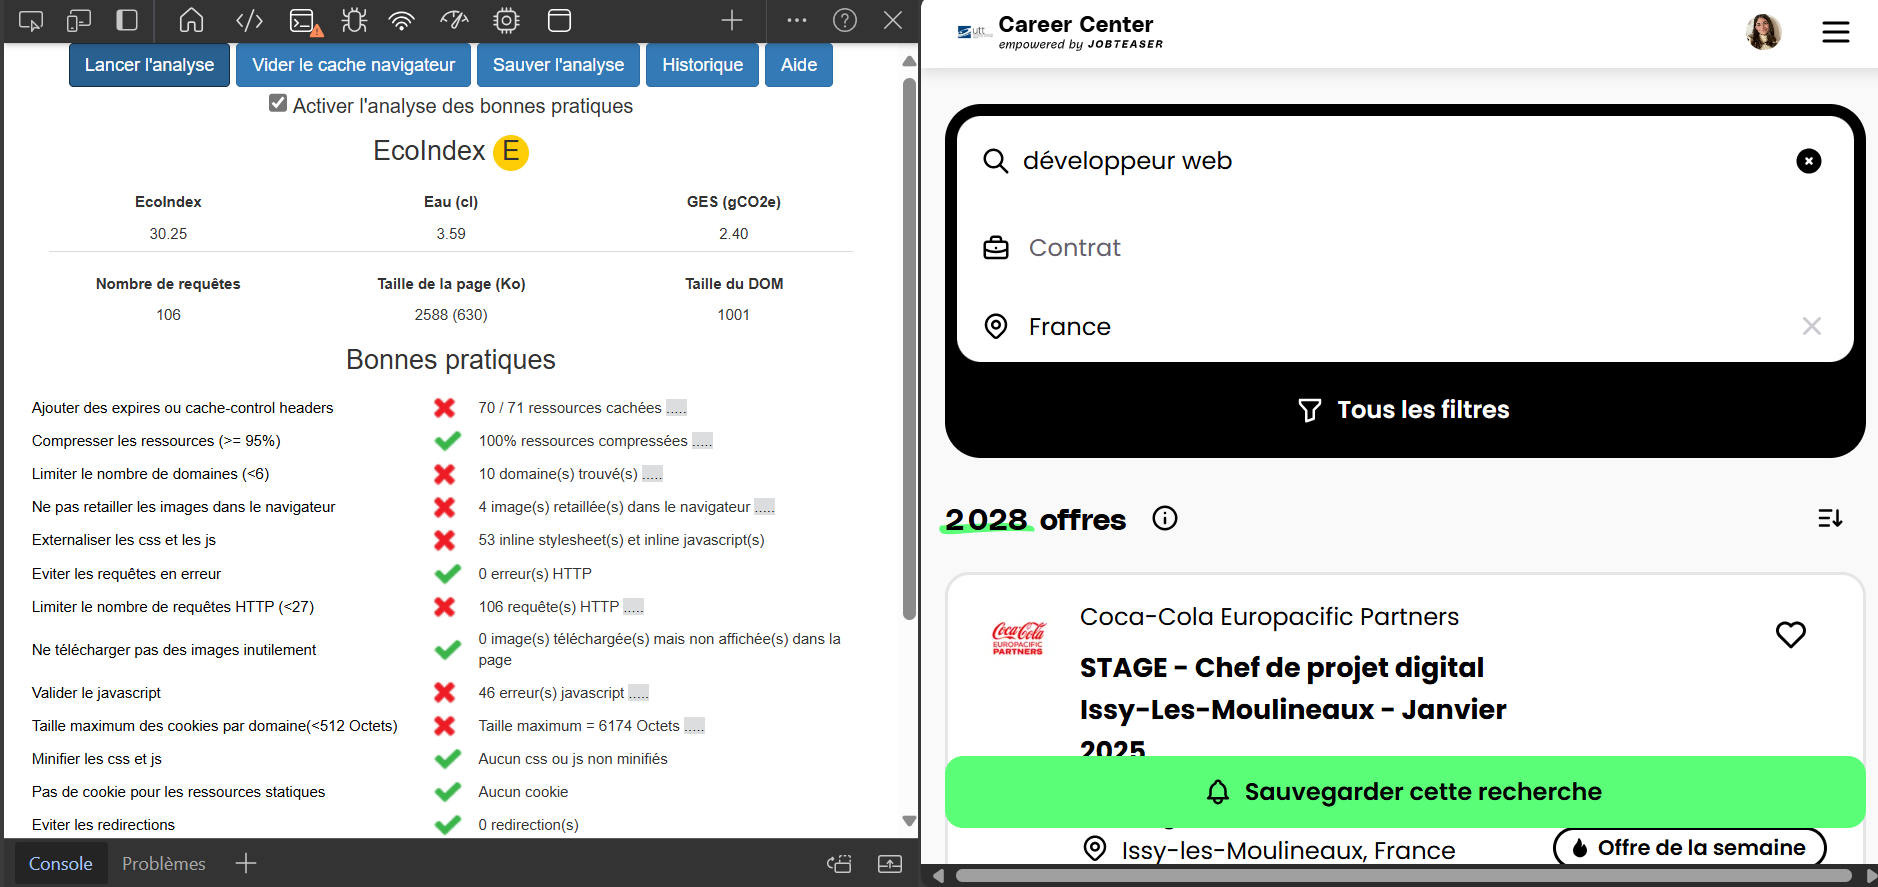 Lancer l'analyse
Vider le cache navigateur
Sauver l'analyse
Historique
Aide
Activer l'analyse des bonnes pratiques
EcoIndex E
EcoIndex
Eau (cl)
GES (gCO2e)
30.25
3.59
2.40
Nombre de requêtes
Taille de la page (Ko)
Taille du DOM
106
2588 (630)
1001
Bonnes pratiques
Ajouter des expires ou cache-control headers
70 / 71 ressources cachées .....
Compresser les ressources (>= 95%)
100% ressources compressées .....
Limiter le nombre de domaines (<6)
10 domaine(s) trouvé(s) .....
Ne pas retailler les images dans le navigateur
4 image(s) retaillée(s) dans le navigateur .....
Externaliser les css et les js
53 inline stylesheet(s) et inline javascript(s)
Eviter les requêtes en erreur
0 erreur(s) HTTP
Limiter le nombre de requêtes HTTP (<27)
106 requête(s) HTTP .....
Ne télécharger pas des images inutilement
0 image(s) téléchargée(s) mais non affichée(s) dans la
page
Valider le javascript
46 erreur(s) javascript .....
Taille maximum des cookies par domaine(<512 Octets)
Taille maximum = 6174 Octets .....
Minifier les css et js
Aucun css ou js non minifiés
Pas de cookie pour les ressources statiques
Aucun cookie
Eviter les redirections
0 redirection(s)
Console
Problèmes
utt
Career Center
empowered by JOBTEASER
développeur web
Contrat
France
Tous les filtres
2 028 offres
Coca-Cola
EUROPACIFIC
PARTNERS
Coca-Cola Europacific Partners
STAGE - Chef de projet digital
Issy-Les-Moulineaux - Janvier
2025
Sauvegarder cette recherche
Issy-les-Moulineaux, France
Offre de la semaine